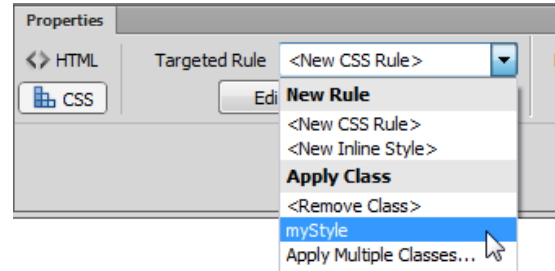 Properties
<> HTML
Targeted Rule
<New CSS Rule>
CSS
Edi
New Rule
<New CSS Rule>
<New Inline Style>
Apply Class
<Remove Class>
myStyle
Apply Multiple Classes...